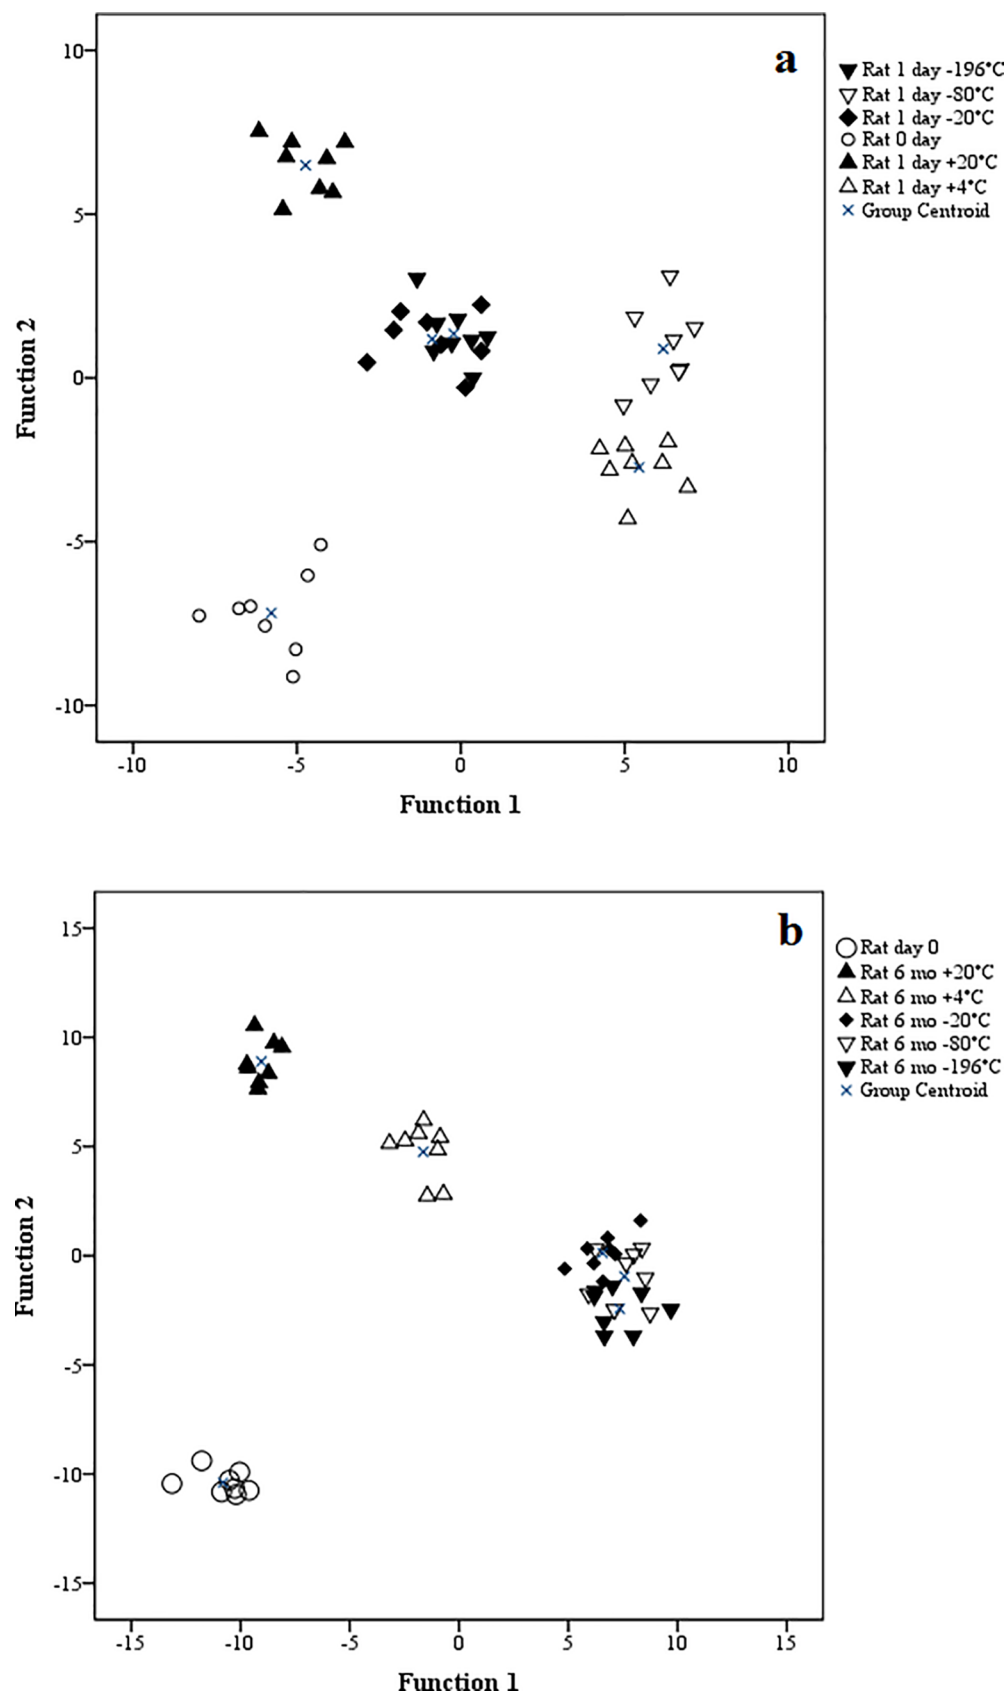 a
10
5
0
-5
-10
Function 2
-10 -5 0 5 10
Function 1
Rat 1 day -196°C
Rat 1 day -80°C
Rat 1 day -20°C
Rat 0 day
Rat 1 day +20°C
Rat 1 day +4°C
Group Centroid
b
15
10
5
0
-5
-10
-15
Function 2
-15 -10 -5 0 5 10 15
Function 1
Rat day 0
Rat 6 mo +20°C
Rat 6 mo +4°C
Rat 6 mo -20°C
Rat 6 mo -80°C
Rat 6 mo -196°C
Group Centroid